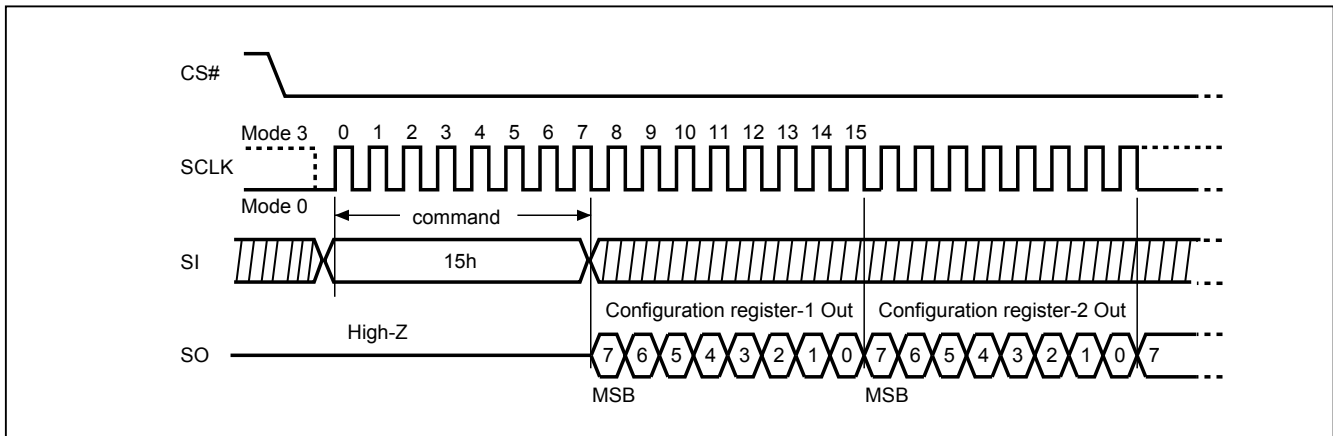 CS#
Mode 3 0 1 2 3 4 5 6 7 8 9 10 11 12 13 14 15
SCLK
Mode 0
command
SI 15h
Configuration register-1 Out Configuration register-2 Out
High-Z
SO 7 6 5 4 3 2 1 0 7 6 5 4 3 2 1 0 7
MSB MSB